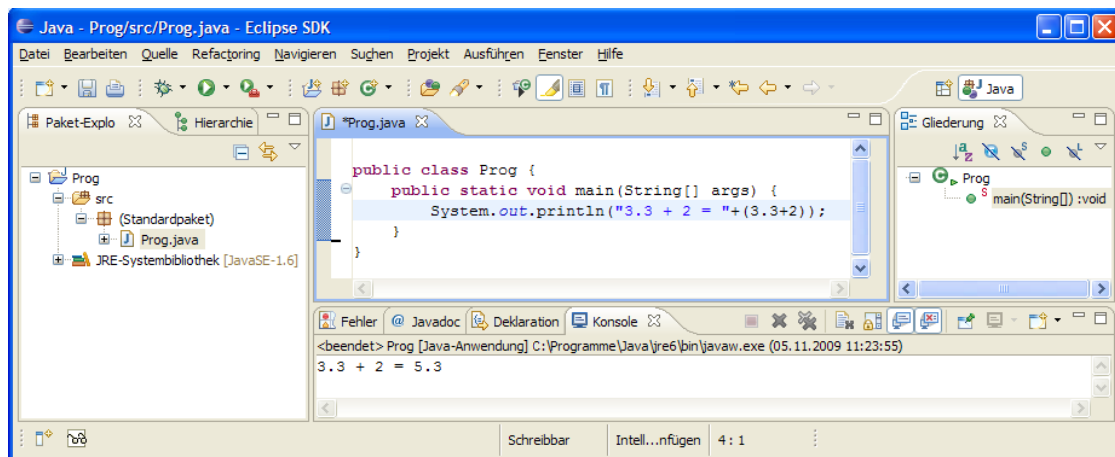 Java - Prog/src/Prog.java - Eclipse SDK
Datei Bearbeiten Quelle Refactoring Navigieren Suchen Projekt Ausführen Fenster Hilfe
Java
Paket-Explo
Hierarchie
Prog
src
(Standardpaket)
Prog.java
JRE-Systembibliothek [JavaSE-1.6]
*Prog.java
public class Prog {
public static void main(String[] args) {
System.out.println("3.3 + 2 = "+(3.3+2));
}
}
Gliederung
Prog
main(String[]) :void
Fehler @ Javadoc Deklaration Konsole
<beendet> Prog [Java-Anwendung] C:\Programme\Java\jre6\bin\javaw.exe (05.11.2009 11:23:55)
3.3 + 2 = 5.3
Schreibbar Intell...nfügen 4 : 1